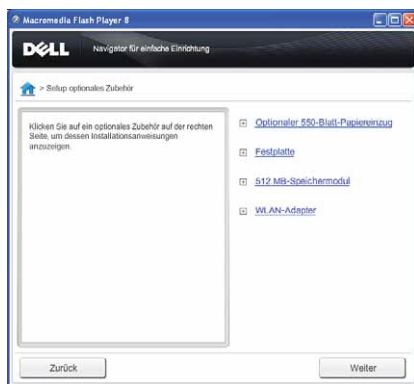 Macromedia Flash Player 8
DELL Navigator für einfache Einrichtung
> Setup optionales Zubehör
Klicken Sie auf ein optionales Zubehör auf der rechten
Seite, um dessen Installationsanweisungen
anzuzeigen.
Optionaler 550-Blatt-Papiereinzug
Festplatte
512 MB-Speichermodul
WLAN-Adapter
Zurück
Weiter